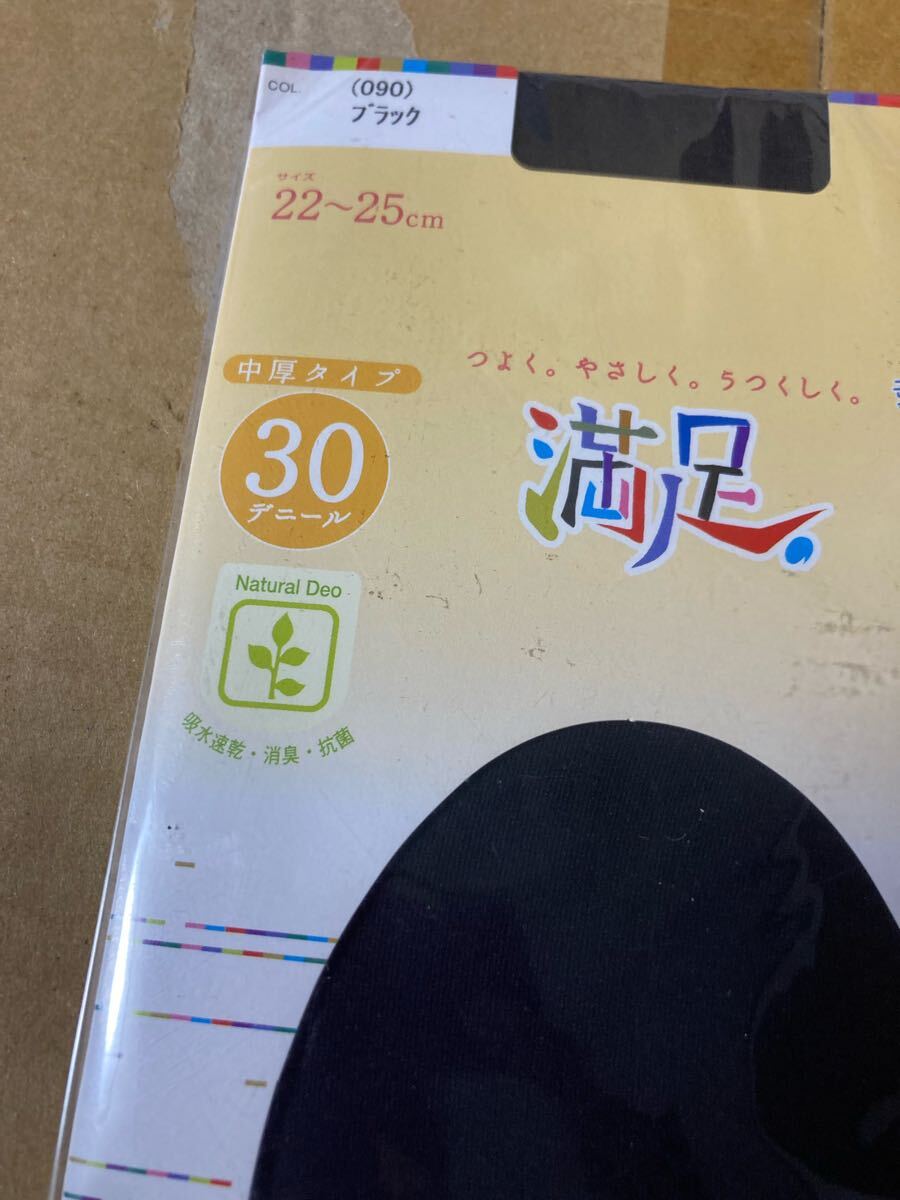 COL.
(090)
ブラック
サイズ
22～25cm
中厚タイプ
30
デニール
つよく。やさしく。うつくしく。
満足。
Natural Deo
吸水速乾・消臭・抗菌